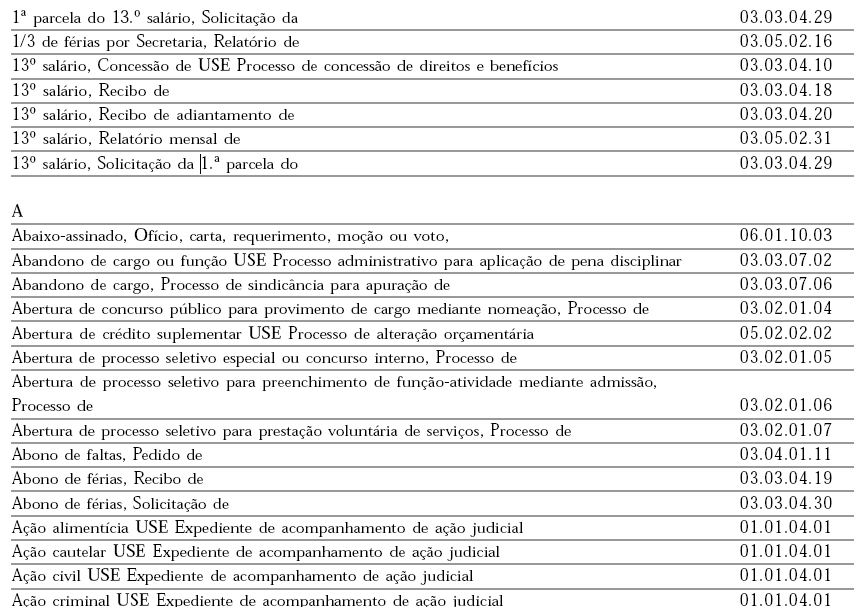 1ª parcela do 13.º salário, Solicitação da 03.03.04.29
1/3 de férias por Secretaria, Relatório de 03.05.02.16
13º salário, Concessão de USE Processo de concessão de direitos e benefícios 03.03.04.10
13º salário, Recibo de 03.03.04.18
13º salário, Recibo de adiantamento de 03.03.04.20
13º salário, Relatório mensal de 03.05.02.31
13º salário, Solicitação da 1.ª parcela do 03.03.04.29
A
Abaixo-assinado, Ofício, carta, requerimento, moção ou voto, 06.01.10.03
Abandono de cargo ou função USE Processo administrativo para aplicação de pena disciplinar 03.03.07.02
Abandono de cargo, Processo de sindicância para apuração de 03.03.07.06
Abertura de concurso público para provimento de cargo mediante nomeação, Processo de 03.02.01.04
Abertura de crédito suplementar USE Processo de alteração orçamentária 05.02.02.02
Abertura de processo seletivo especial ou concurso interno, Processo de 03.02.01.05
Abertura de processo seletivo para preenchimento de função-atividade mediante admissão,
Processo de 03.02.01.06
Abertura de processo seletivo para prestação voluntária de serviços, Processo de 03.02.01.07
Abono de faltas, Pedido de 03.04.01.11
Abono de férias, Recibo de 03.03.04.19
Abono de férias, Solicitação de 03.03.04.30
Ação alimentícia USE Expediente de acompanhamento de ação judicial 01.01.04.01
Ação cautelar USE Expediente de acompanhamento de ação judicial 01.01.04.01
Ação civil USE Expediente de acompanhamento de ação judicial 01.01.04.01
Ação criminal USE Expediente de acompanhamento de ação judicial 01.01.04.01